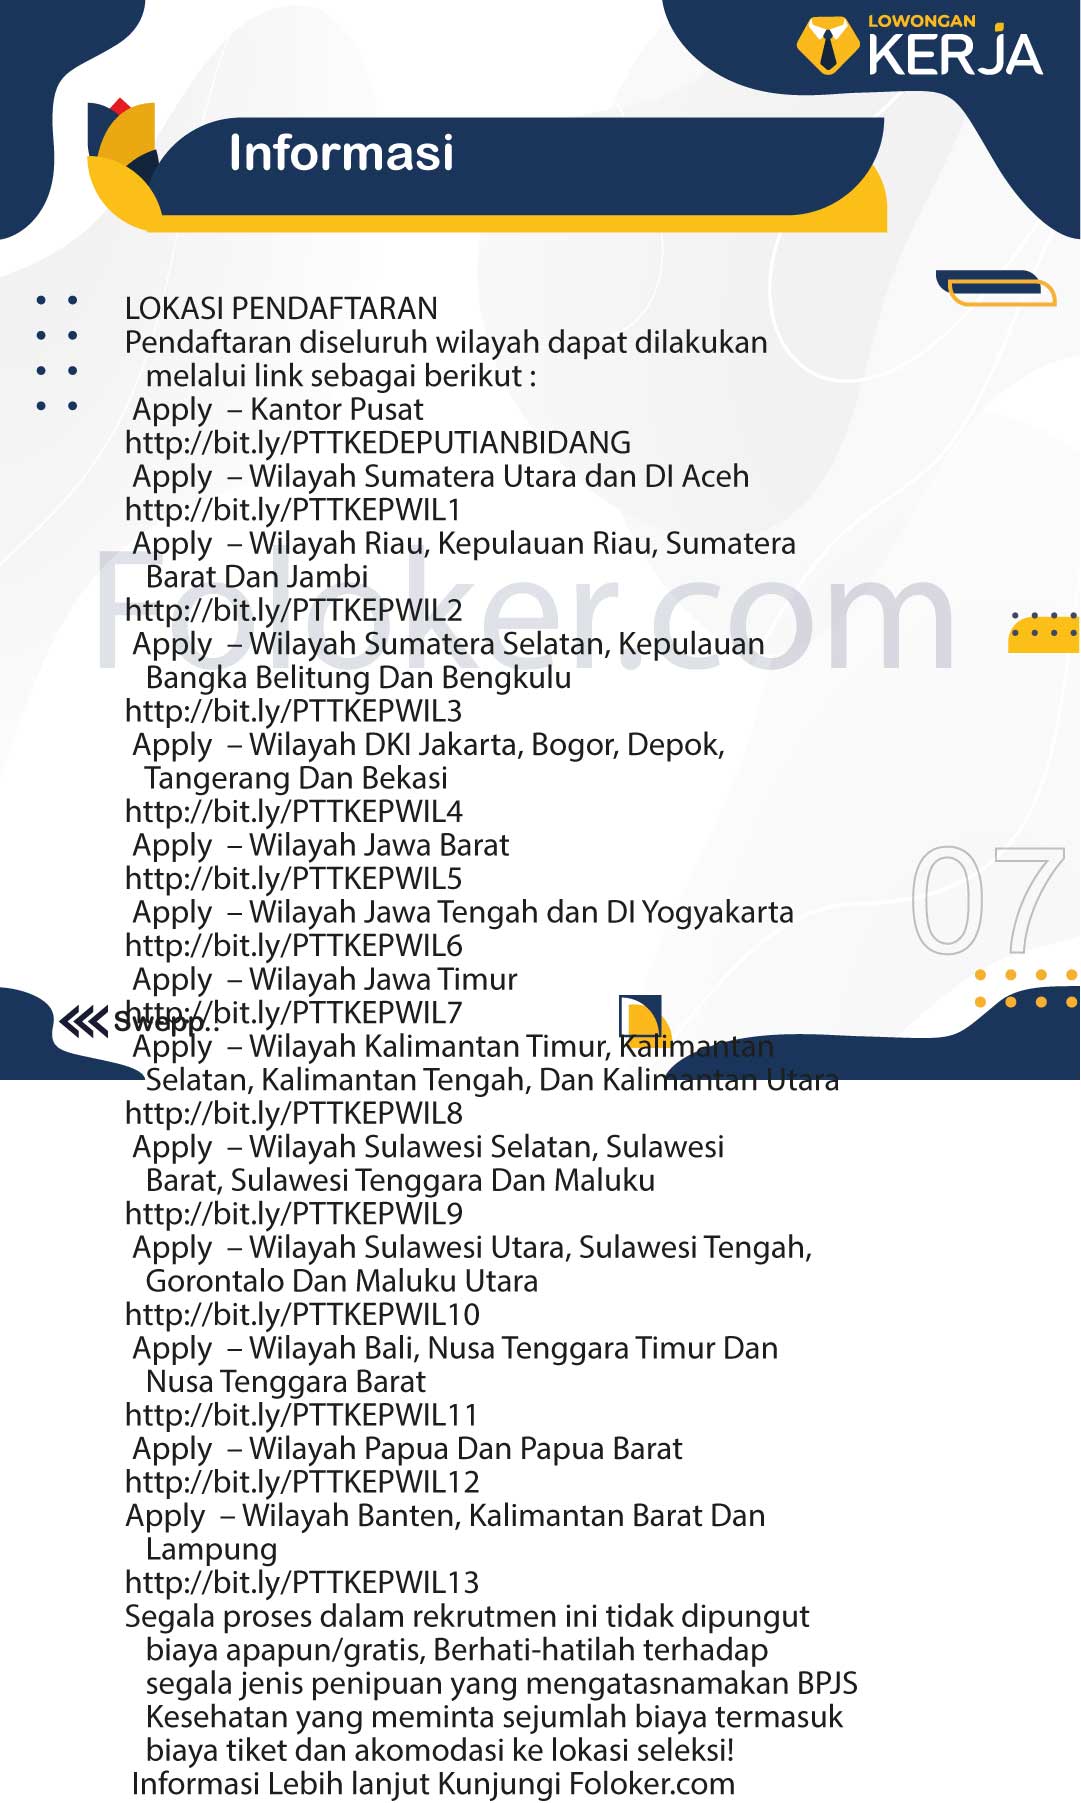 LOWONGAN
KERJA
Informasi
LOKASI PENDAFTARAN
Pendaftaran diseluruh wilayah dapat dilakukan
melalui link sebagai berikut :
Apply – Kantor Pusat
http://bit.ly/PTTKEDEPUTIANBIDANG
Apply – Wilayah Sumatera Utara dan DI Aceh
http://bit.ly/PTTKEPWIL1
Apply – Wilayah Riau, Kepulauan Riau, Sumatera
Barat Dan Jambi
http://bit.ly/PTTKEPWIL2
Foloker.com
Apply – Wilayah Sumatera Selatan, Kepulauan
Bangka Belitung Dan Bengkulu
http://bit.ly/PTTKEPWIL3
Apply – Wilayah DKI Jakarta, Bogor, Depok,
Tangerang Dan Bekasi
http://bit.ly/PTTKEPWIL4
Apply – Wilayah Jawa Barat
http://bit.ly/PTTKEPWIL5
Apply – Wilayah Jawa Tengah dan DI Yogyakarta
07
http://bit.ly/PTTKEPWIL6
Apply – Wilayah Jawa Timur
http://bit.ly/PTTKEPWIL7
Swepp..
Apply – Wilayah Kalimantan Timur, Kalimantan
Selatan, Kalimantan Tengah, Dan Kalimantan Utara
http://bit.ly/PTTKEPWIL8
Apply – Wilayah Sulawesi Selatan, Sulawesi
Barat, Sulawesi Tenggara Dan Maluku
http://bit.ly/PTTKEPWIL9
Apply – Wilayah Sulawesi Utara, Sulawesi Tengah,
Gorontalo Dan Maluku Utara
http://bit.ly/PTTKEPWIL10
Apply – Wilayah Bali, Nusa Tenggara Timur Dan
Nusa Tenggara Barat
http://bit.ly/PTTKEPWIL11
Apply – Wilayah Papua Dan Papua Barat
http://bit.ly/PTTKEPWIL12
Apply – Wilayah Banten, Kalimantan Barat Dan
Lampung
http://bit.ly/PTTKEPWIL13
Segala proses dalam rekrutmen ini tidak dipungut
biaya apapun/gratis, Berhati-hatilah terhadap
segala jenis penipuan yang mengatasnamakan BPJS
Kesehatan yang meminta sejumlah biaya termasuk
biaya tiket dan akomodasi ke lokasi seleksi!
Informasi Lebih lanjut Kunjungi Foloker.com